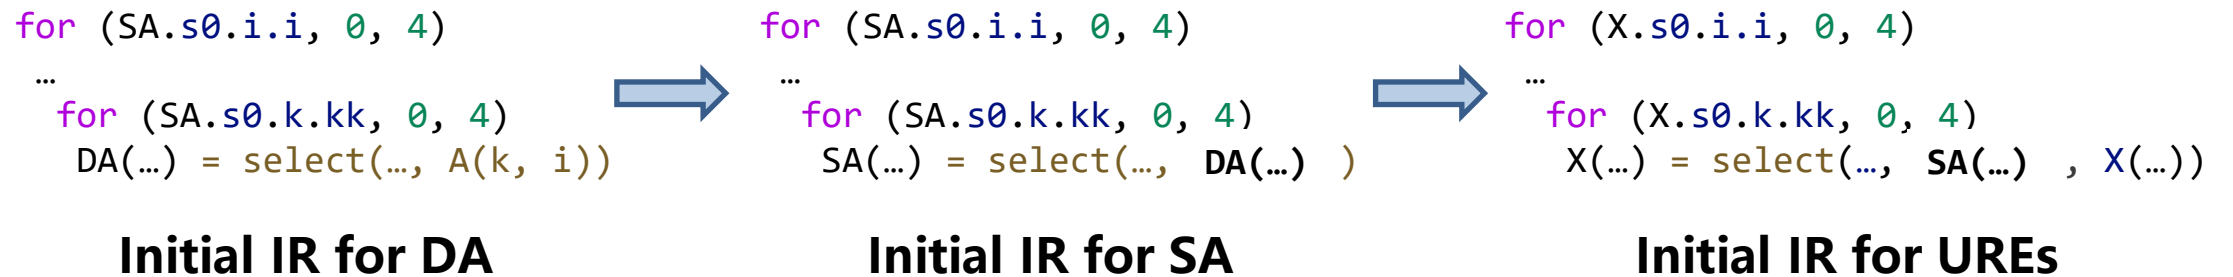 for (SA.s0.i.i, 0, 4)
…
for (SA.s0.k.kk, 0, 4)
DA(…) = select(…, A(k, i))
Initial IR for DA
for (SA.s0.i.i, 0, 4)
…
for (SA.s0.k.kk, 0, 4)
SA(…) = select(…, DA(…) )
Initial IR for SA
for (X.s0.i.i, 0, 4)
…
for (X.s0.k.kk, 0, 4)
X(…) = select(…, SA(…) , X(…))
Initial IR for UREs